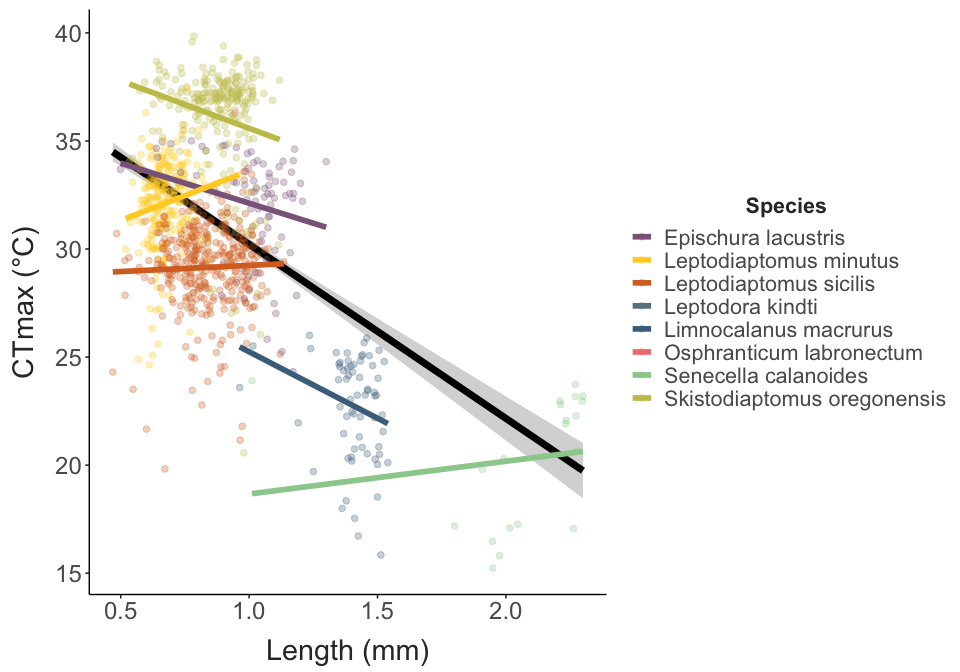 40
35
30
25
20
15
CTmax (°C)
0.5 1.0 1.5 2.0
Length (mm)
Species
Epischura lacustris
Leptodiaptomus minutus
Leptodiaptomus sicilis
Leptodora kindti
Limnocalanus macrurus
Osphranticum labronectum
Senecella calanoides
Skistodiaptomus oregonensis